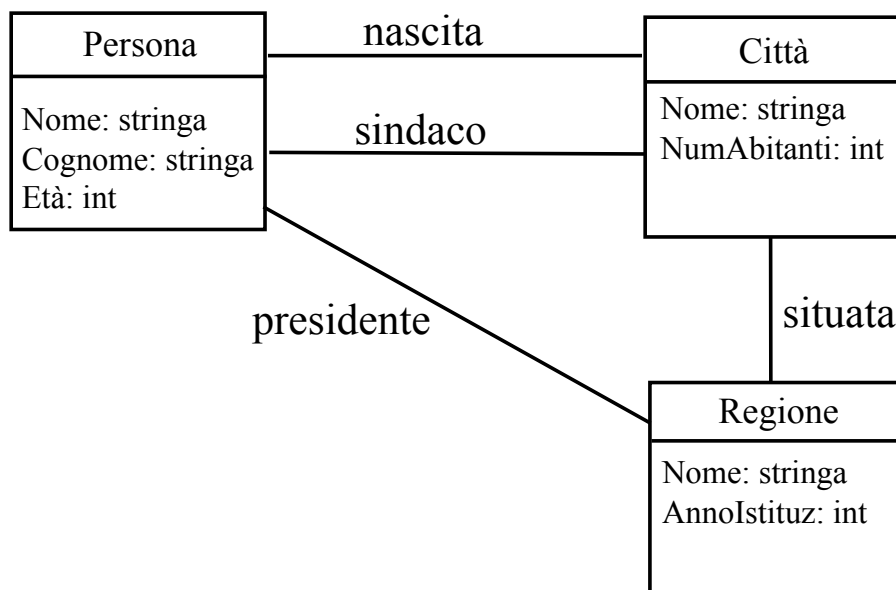 Persona
Nome: stringa
Cognome: stringa
Età: int
nascita
sindaco
Città
Nome: stringa
NumAbitanti: int
presidente
situata
Regione
Nome: stringa
AnnoIstituz: int